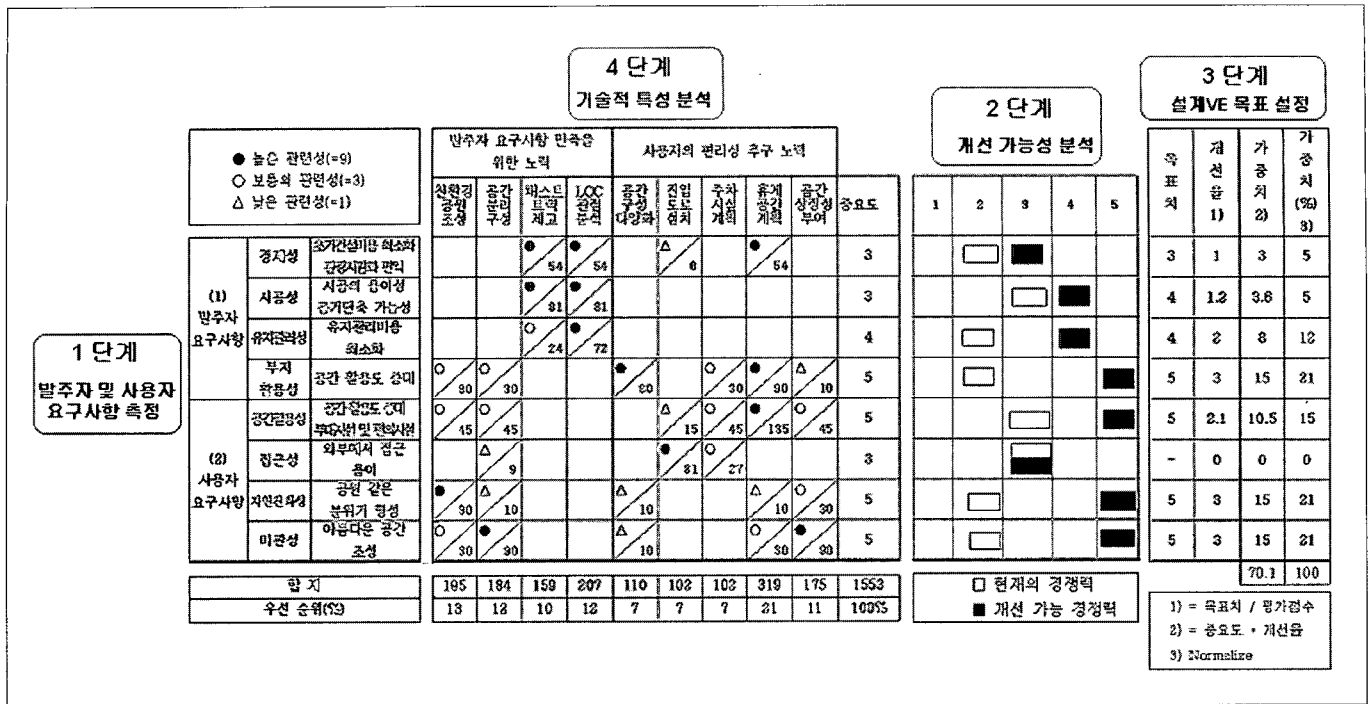 4 단계
기술적 특성 분석
2 단계
개선 가능성 분석
3 단계
설계VE 목표 설정
● 높은 관련성(=9)
○ 보통의 관련성(=3)
△ 낮은 관련성(=1)
발주자 요구사항 만족을 위한 노력
사용자의 편리성 추구 노력
친환경 공원 조성
공간 분리 구성
패스트 트랙 제고
LCC 관점 분석
공간 구성 다양화
진입 도로 설치
주차 시설 계획
휴게 공간 계획
공간 상징성 부여
중요도
1 2 3 4 5
목표치
개선율 1)
가중치 2)
가중치(%) 3)
1 단계
발주자 및 사용자
요구사항 측정
(1) 발주자 요구사항
경제성 초기건설비용 최소화
● 54 ● 54 △ 6 ● 54 3
3 1 3 5
시공성 시공의 용이성 공기단축 가능성
● 81 ● 81 3
4 1.2 3.6 5
유지관리성 유지관리비용 최소화
○ 24 ● 72 4
4 2 8 12
부지 활용성 공간 활용도 증대
○ 30 ○ 30 ● 80 ○ 30 ● 90 △ 10 5
5 3 15 21
(2) 사용자 요구사항
공간활용성 공간 활용도 증대 부대시설 및 편의시설
○ 45 ○ 45 △ 15 ○ 45 ● 135 ○ 45 5
5 2.1 10.5 15
접근성 외부에서 접근 용이
△ 9 ● 81 ○ 27 3
- 0 0 0
자연친화성 공원 같은 분위기 형성
● 90 △ 10 △ 10 △ 10 ○ 30 5
5 3 15 21
미관성 아름다운 공간 조성
○ 30 ● 90 △ 10 ○ 30 ● 90 5
5 3 15 21
70.1 100
합 계 195 184 159 207 110 102 102 319 175 1553
우선 순위(%) 13 12 10 12 7 7 7 21 11 100%
□ 현재의 경쟁력
■ 개선 가능 경쟁력
1) = 목표치 / 평가점수
2) = 중요도 * 개선율
3) Normalize